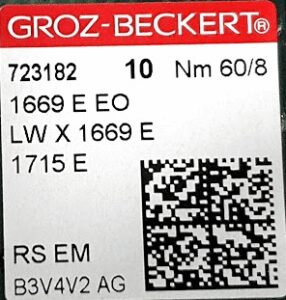 GROZ-BECKERT®
723182 10 Nm 60/8
1669 E EO
LW X 1669 E
1715 E
RS EM
B3V4V2 AG